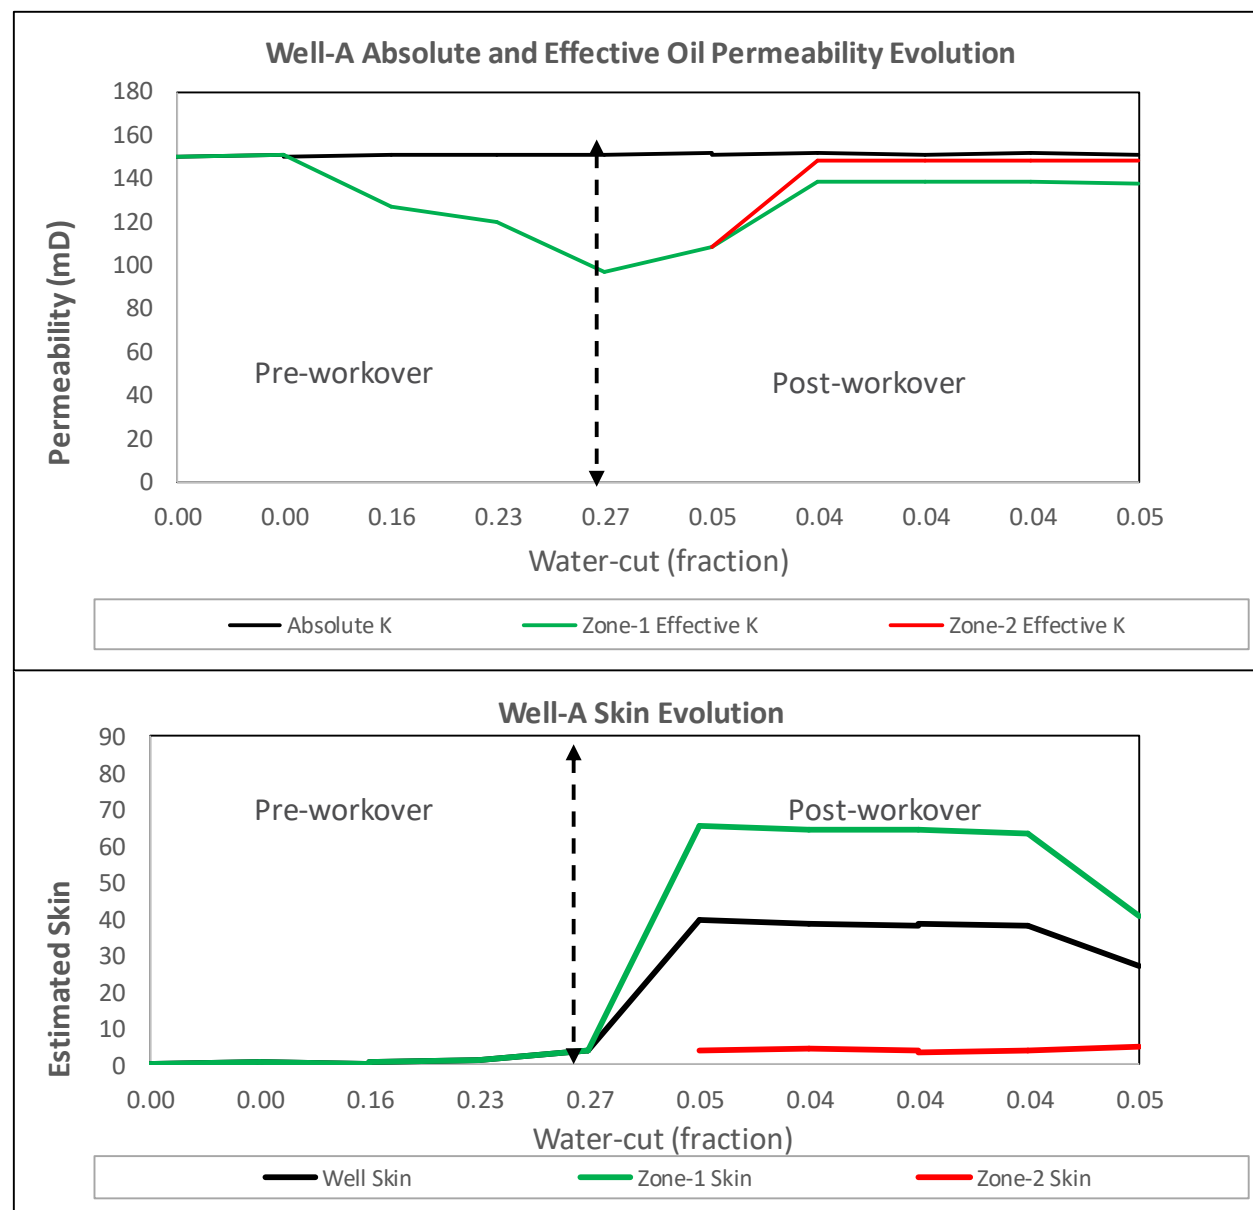 Well-A Absolute and Effective Oil Permeability Evolution
180
160
140
120
100
80
60
40
20
0
Permeability (mD)
Pre-workover
Post-workover
0.00 0.00 0.16 0.23 0.27 0.05 0.04 0.04 0.04 0.05
Water-cut (fraction)
Absolute K Zone-1 Effective K Zone-2 Effective K
Well-A Skin Evolution
90
80
70
60
50
40
30
20
10
0
Estimated Skin
Pre-workover Post-workover
0.00 0.00 0.16 0.23 0.27 0.05 0.04 0.04 0.04 0.05
Water-cut (fraction)
Well Skin Zone-1 Skin Zone-2 Skin